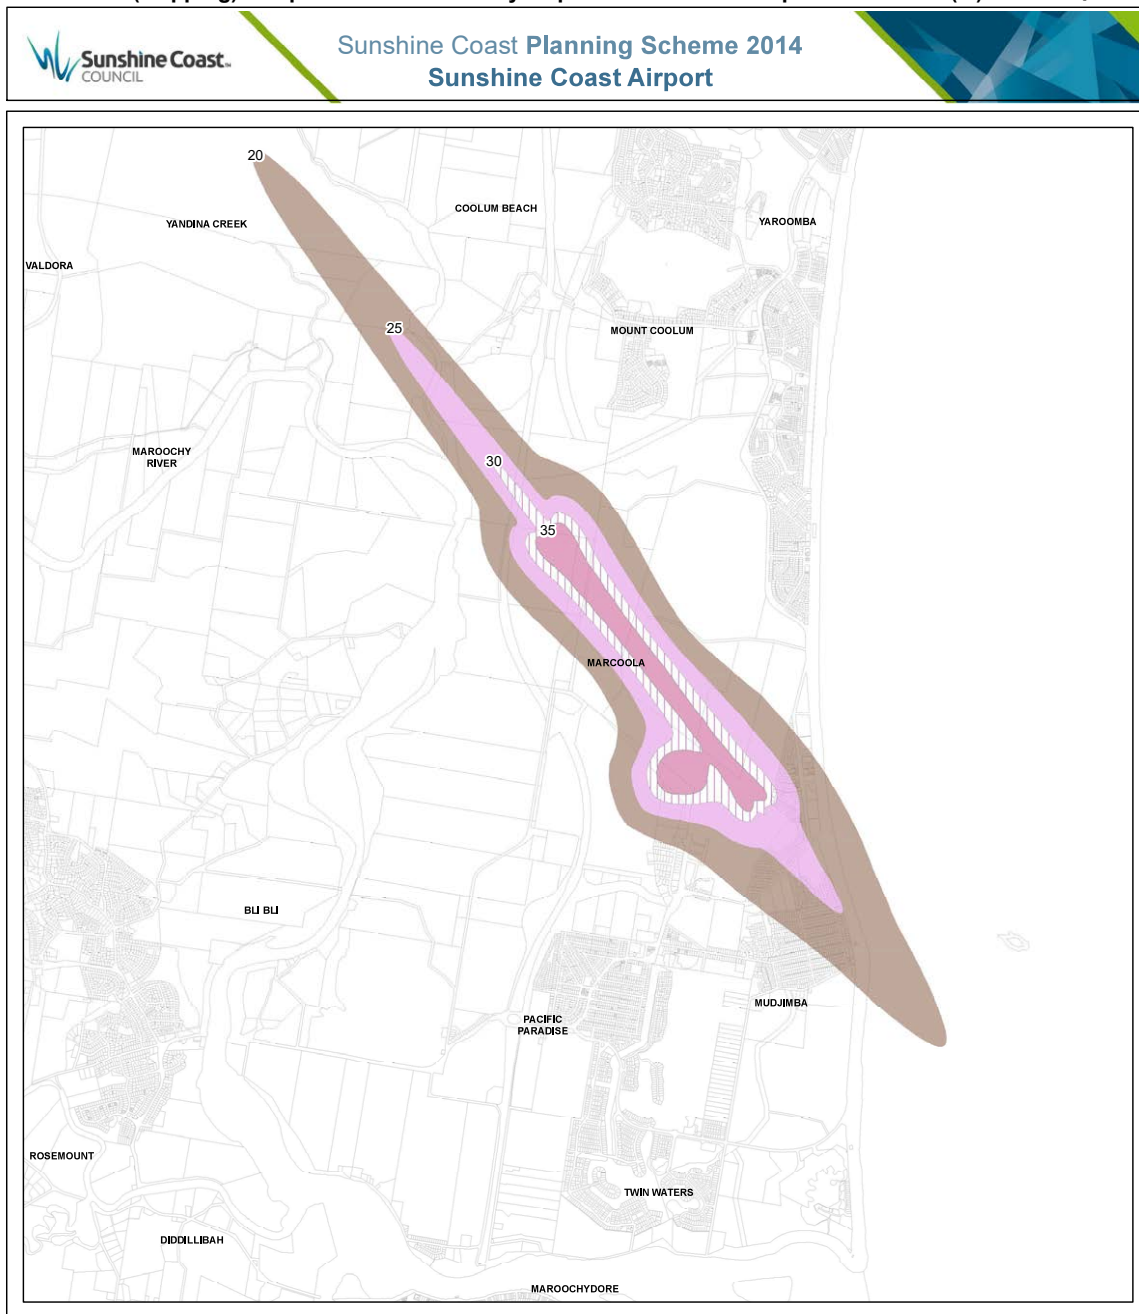 Sunshine Coast™
COUNCIL
Sunshine Coast Planning Scheme 2014
Sunshine Coast Airport
20
COOLUM BEACH
YANDINA CREEK
YAROOMBA
VALDORA
25
MOUNT COOLUM
MAROOCHY
RIVER
30
35
MARCOOLA
BLI BLI
MUDJIMBA
PACIFIC
PARADISE
ROSEMOUNT
TWIN WATERS
DIDDILLIBAH
MAROOCHYDORE